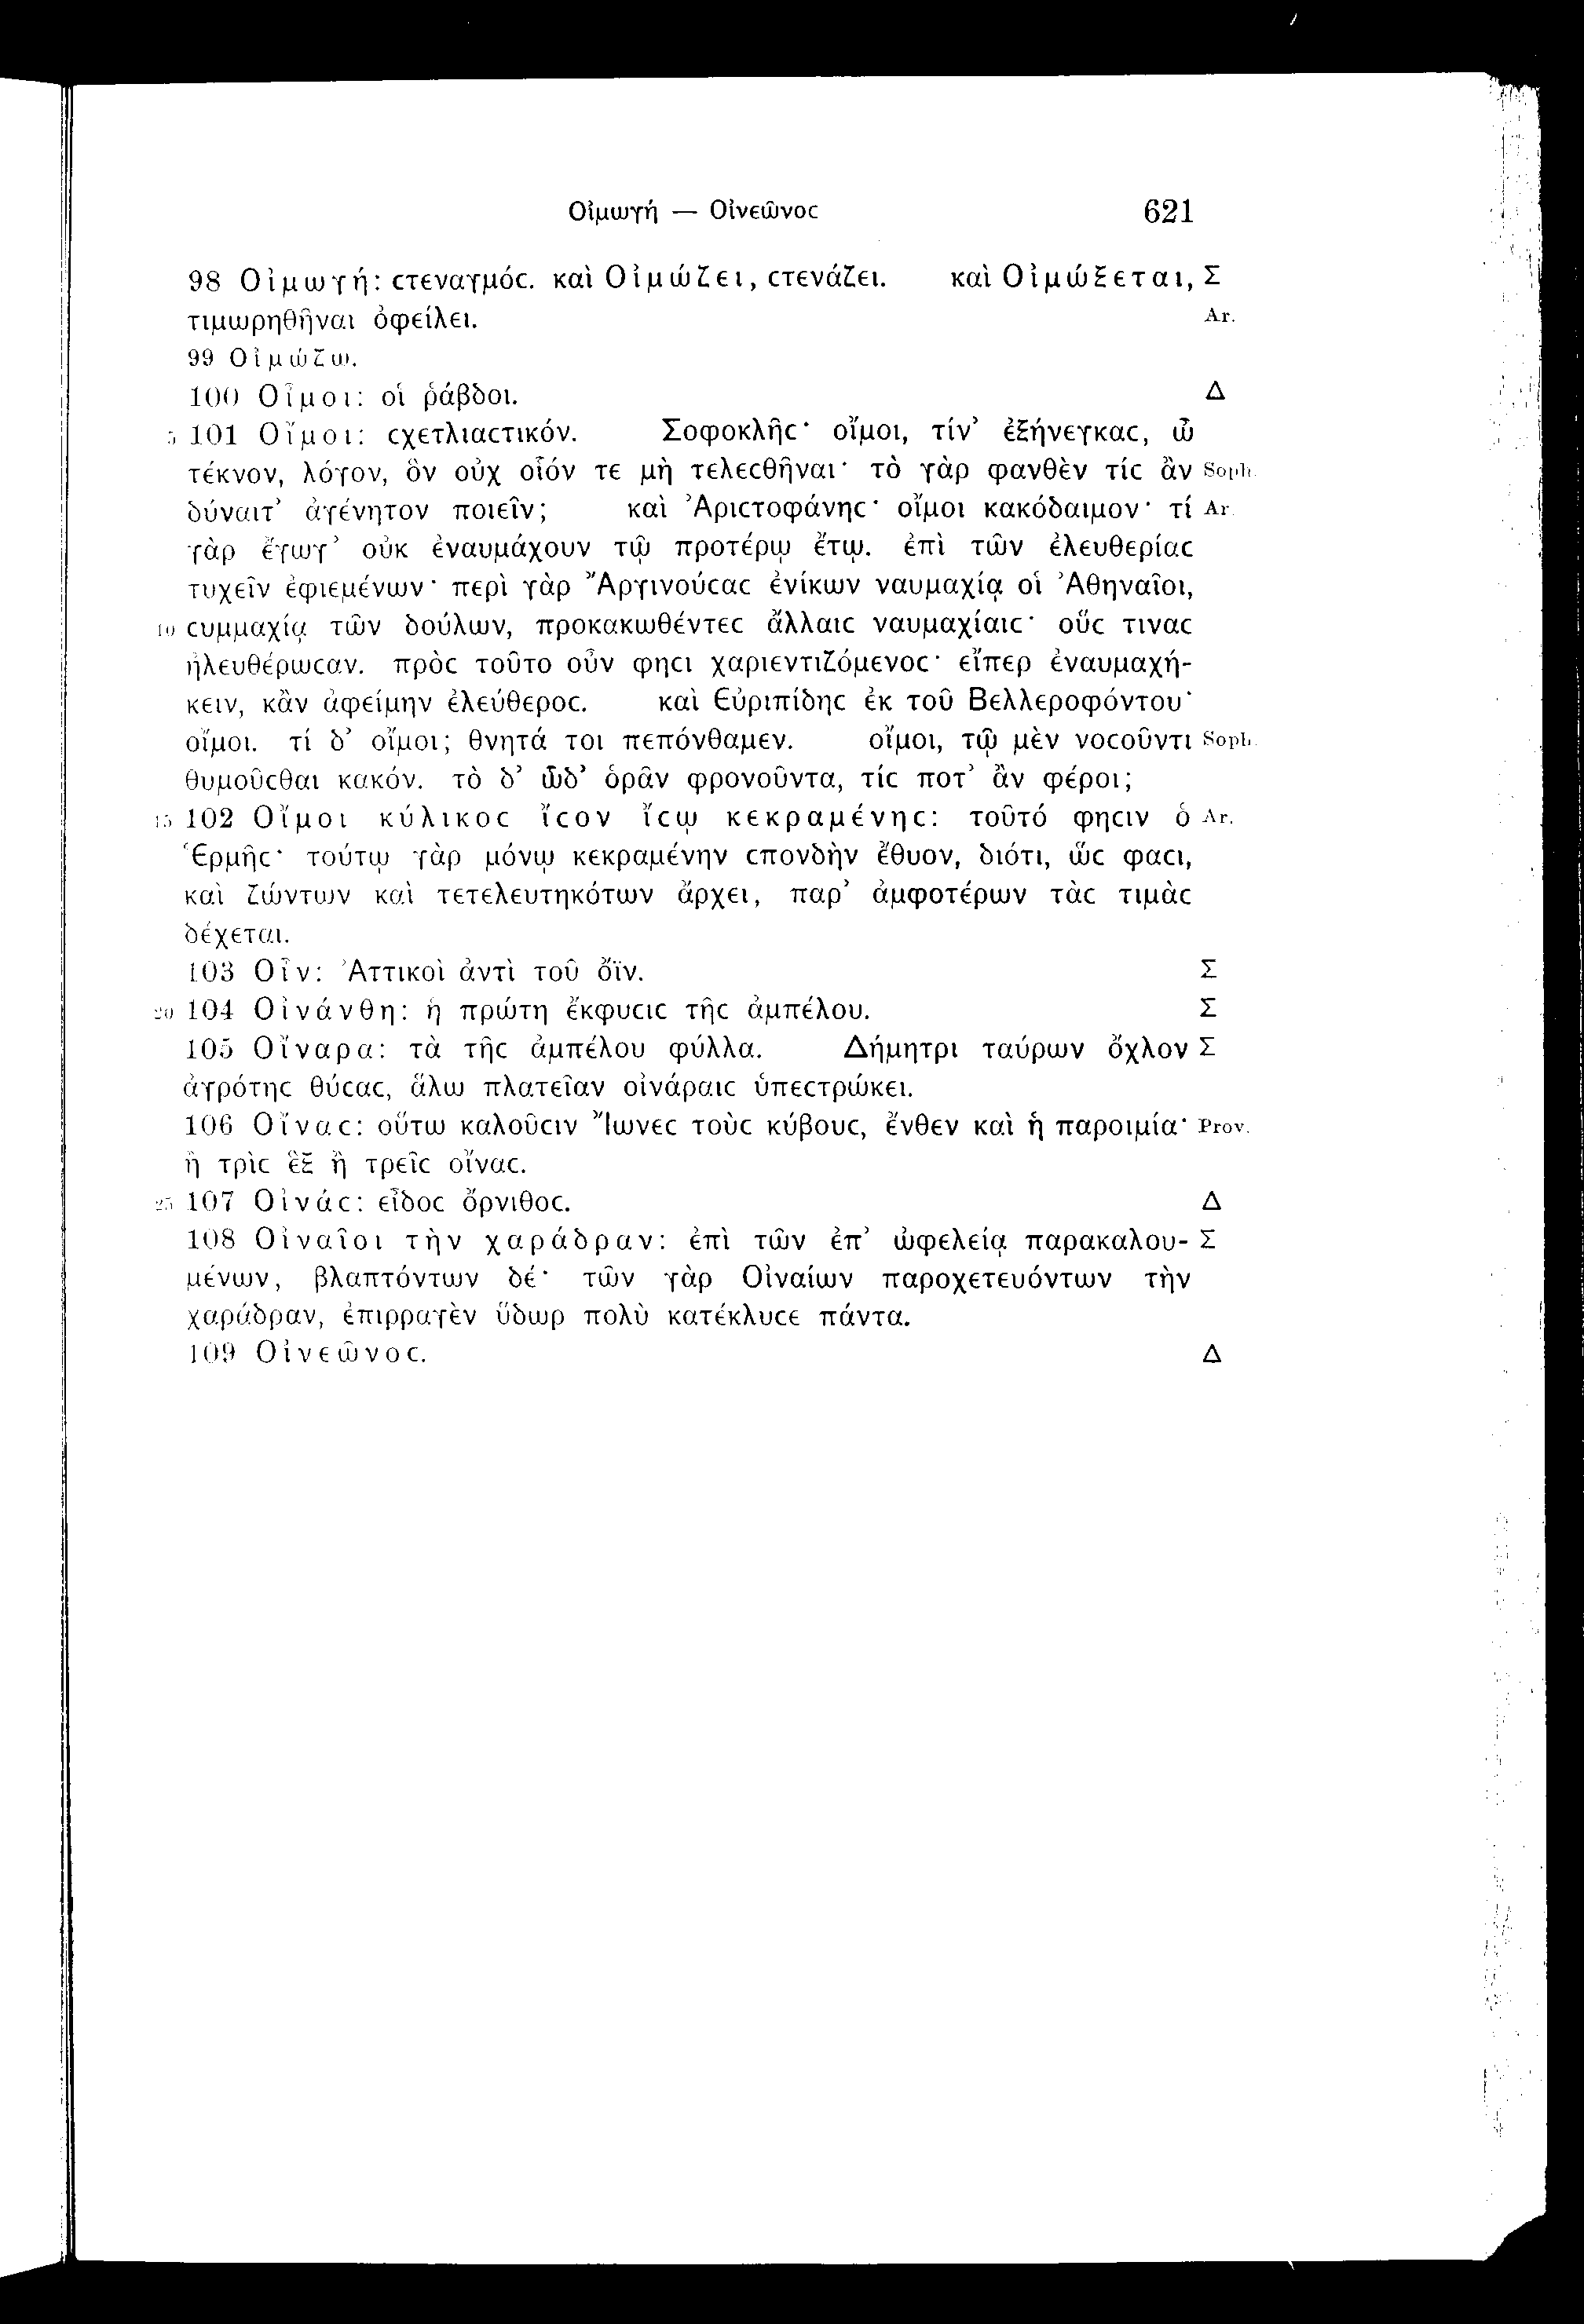 Οἰμωγή — Οἰνεῶνοϲ 621
98 Οἰμωγή: ϲτεναγμόϲ. καὶ Οἰμώζει, ϲτενάζει. καὶ Οἰμώξεται, Σ
τιμωρηθῆναι ὀφείλει. Ar.
99 Οἰμώζω.
100 Οἶμοι: οἱ ῥάβδοι. Δ
5 101 Οἴμοι: ϲχετλιαϲτικόν. Σοφοκλῆϲ· οἴμοι, τίν’ ἐξήνεγκαϲ, ὦ
τέκνον, λόγον, ὃν οὐχ οἷόν τε μὴ τελεϲθῆναι· τὸ γὰρ φανθὲν τίϲ ἂν Soph.
δύναιτ’ ἀγένητον ποιεῖν; καὶ Ἀριϲτοφάνηϲ· οἴμοι κακόδαιμον· τί Ar.
γὰρ ἔγωγ’ οὐκ ἐναυμάχουν τῷ προτέρῳ ἔτῳ. ἐπὶ τῶν ἐλευθερίαϲ
τυχεῖν ἐφιεμένων· περὶ γὰρ Ἄργινούϲαϲ ἐνίκων ναυμαχίᾳ οἱ Ἀθηναῖοι,
10 ϲυμμαχίᾳ τῶν δούλων, προκακωθέντεϲ ἄλλαιϲ ναυμαχίαιϲ· οὕϲ τιναϲ
ἠλευθέρωϲαν. πρὸϲ τοῦτο οὖν φηϲι χαριεντιζόμενοϲ· εἴπερ ἐναυμαχή-
κειν, κἂν ἀφείμην ἐλεύθεροϲ. καὶ Εὐριπίδηϲ ἐκ τοῦ Βελλεροφόντου·
οἴμοι. τί δ’ οἴμοι; θνητά τοι πεπόνθαμεν. οἴμοι, τῷ μὲν νοϲοῦντι Soph.
θυμοῦϲθαι κακόν. τὸ δ’ ὧδ’ ὁρᾶν φρονοῦντα, τίϲ ποτ’ ἂν φέροι;
15 102 Οἴμοι κύλικοϲ ἴϲον ἴϲῳ κεκραμένηϲ: τοῦτό φηϲιν ὁ Ar.
Ἑρμῆϲ· τούτῳ γὰρ μόνῳ κεκραμένην ϲπονδὴν ἔθυον, διότι, ὥϲ φαϲι,
καὶ ζώντων καὶ τετελευτηκότων ἄρχει, παρ’ ἀμφοτέρων τὰϲ τιμὰϲ
δέχεται.
103 Οἶν: Ἀττικοὶ ἀντὶ τοῦ ὄϊν. Σ
20 104 Οἰνάνθη: ἡ πρώτη ἔκφυϲιϲ τῆϲ ἀμπέλου. Σ
105 Οἴναρα: τὰ τῆϲ ἀμπέλου φύλλα. Δήμητρι ταύρων ὄχλον Σ
ἀγρότηϲ θύϲαϲ, ἅλω πλατεῖαν οἰνάραιϲ ὑπεϲτρώκει.
106 Οἴναϲ: οὕτω καλοῦϲιν Ἴωνεϲ τοὺϲ κύβουϲ, ἔνθεν καὶ ἡ παροιμία· Prov.
ἢ τρὶϲ ἓξ ἢ τρεῖϲ οἴναϲ.
25 107 Οἰνάϲ: εἶδοϲ ὄρνιθοϲ. Δ
108 Οἰναῖοι τὴν χαράδραν: ἐπὶ τῶν ἐπ’ ὠφελείᾳ παρακαλου- Σ
μένων, βλαπτόντων δέ· τῶν γὰρ Οἰναίων παροχετευόντων τὴν
χαράδραν, ἐπιρραγὲν ὕδωρ πολὺ κατέκλυϲε πάντα.
109 Οἰνεῶνοϲ. Δ